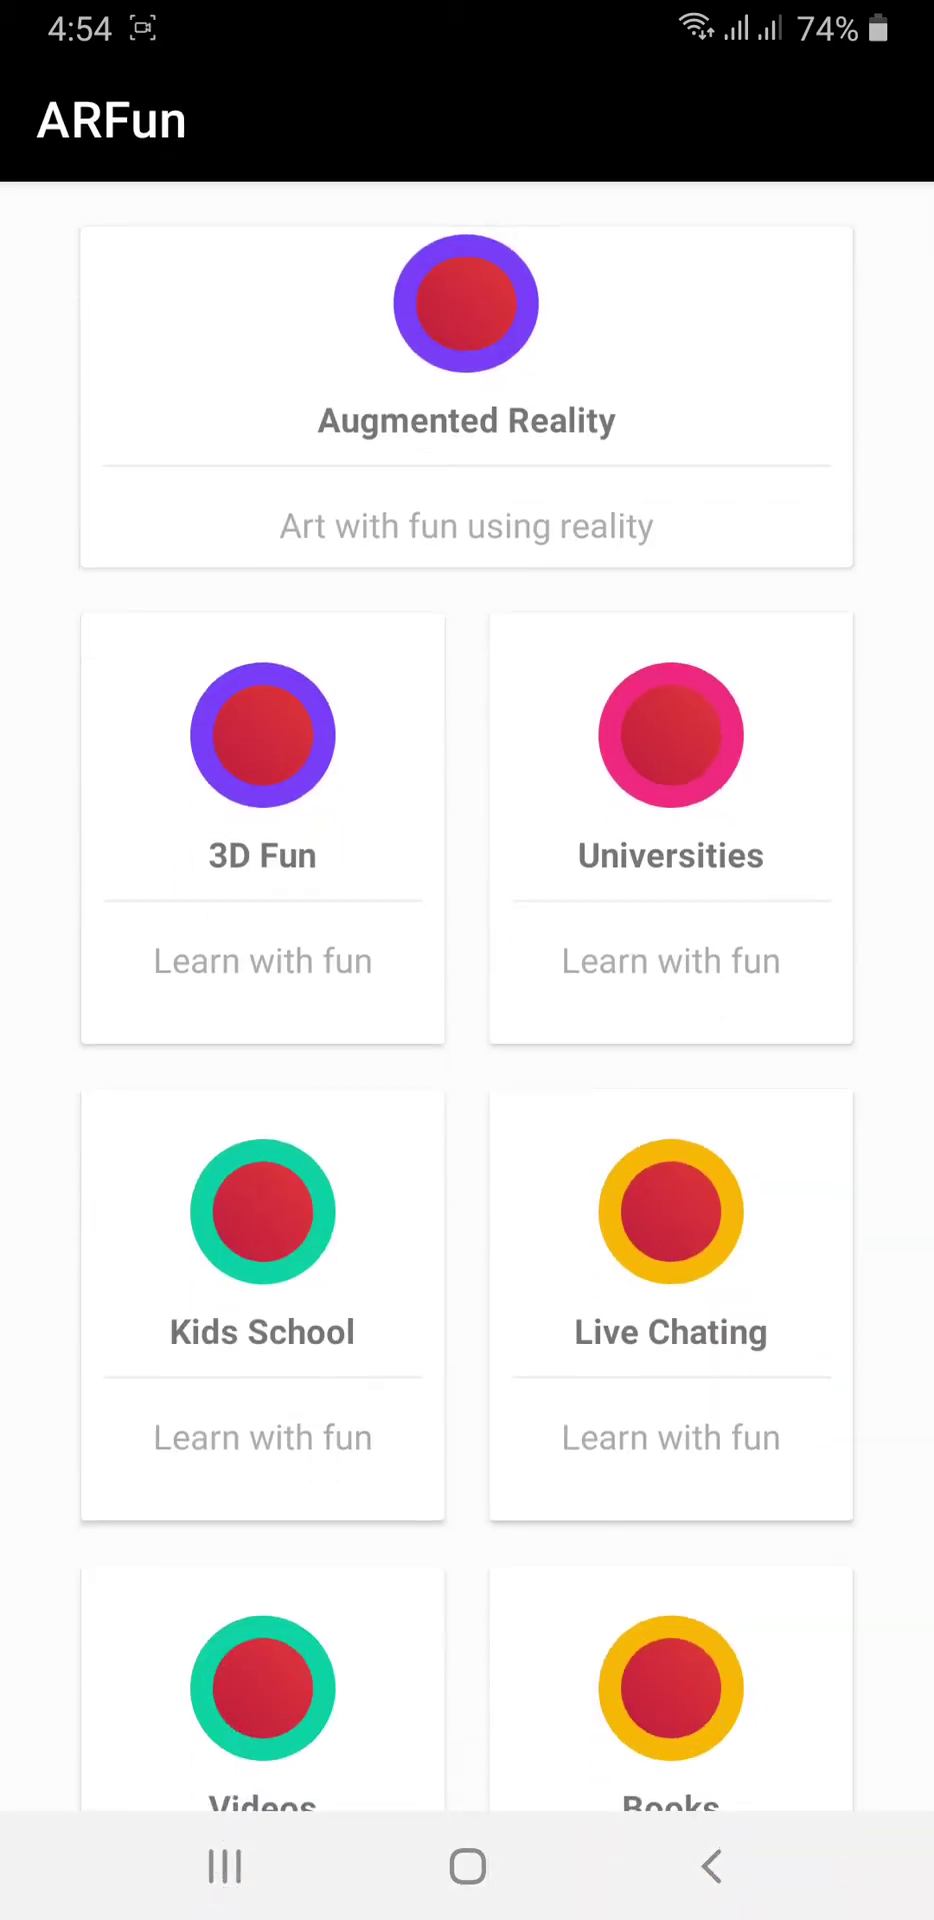 4:54 74%
ARFun
Augmented Reality
Art with fun using reality
3D Fun Universities
Learn with fun Learn with fun
Kids School Live Chating
Learn with fun Learn with fun
Videos Books